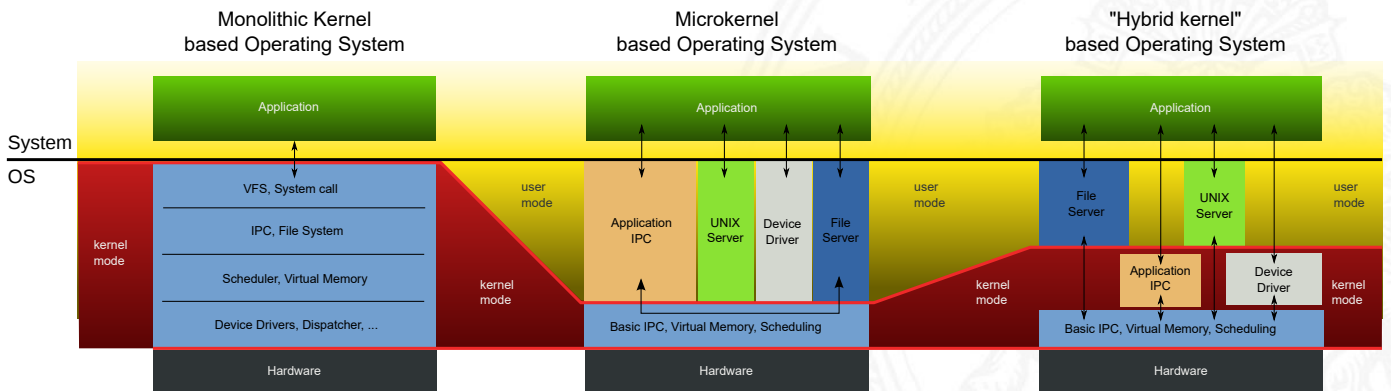 Monolithic Kernel
based Operating System
Microkernel
based Operating System
"Hybrid kernel"
based Operating System
System
OS
kernel
mode
Application
VFS, System call
IPC, File System
Scheduler, Virtual Memory
Device Drivers, Dispatcher, ...
Hardware
user
mode
kernel
mode
Application
Application
IPC
UNIX
Server
Device
Driver
File
Server
Basic IPC, Virtual Memory, Scheduling
Hardware
user
mode
kernel
mode
Application
File
Server
UNIX
Server
Application
IPC
Device
Driver
Basic IPC, Virtual Memory, Scheduling
Hardware
user
mode
kernel
mode